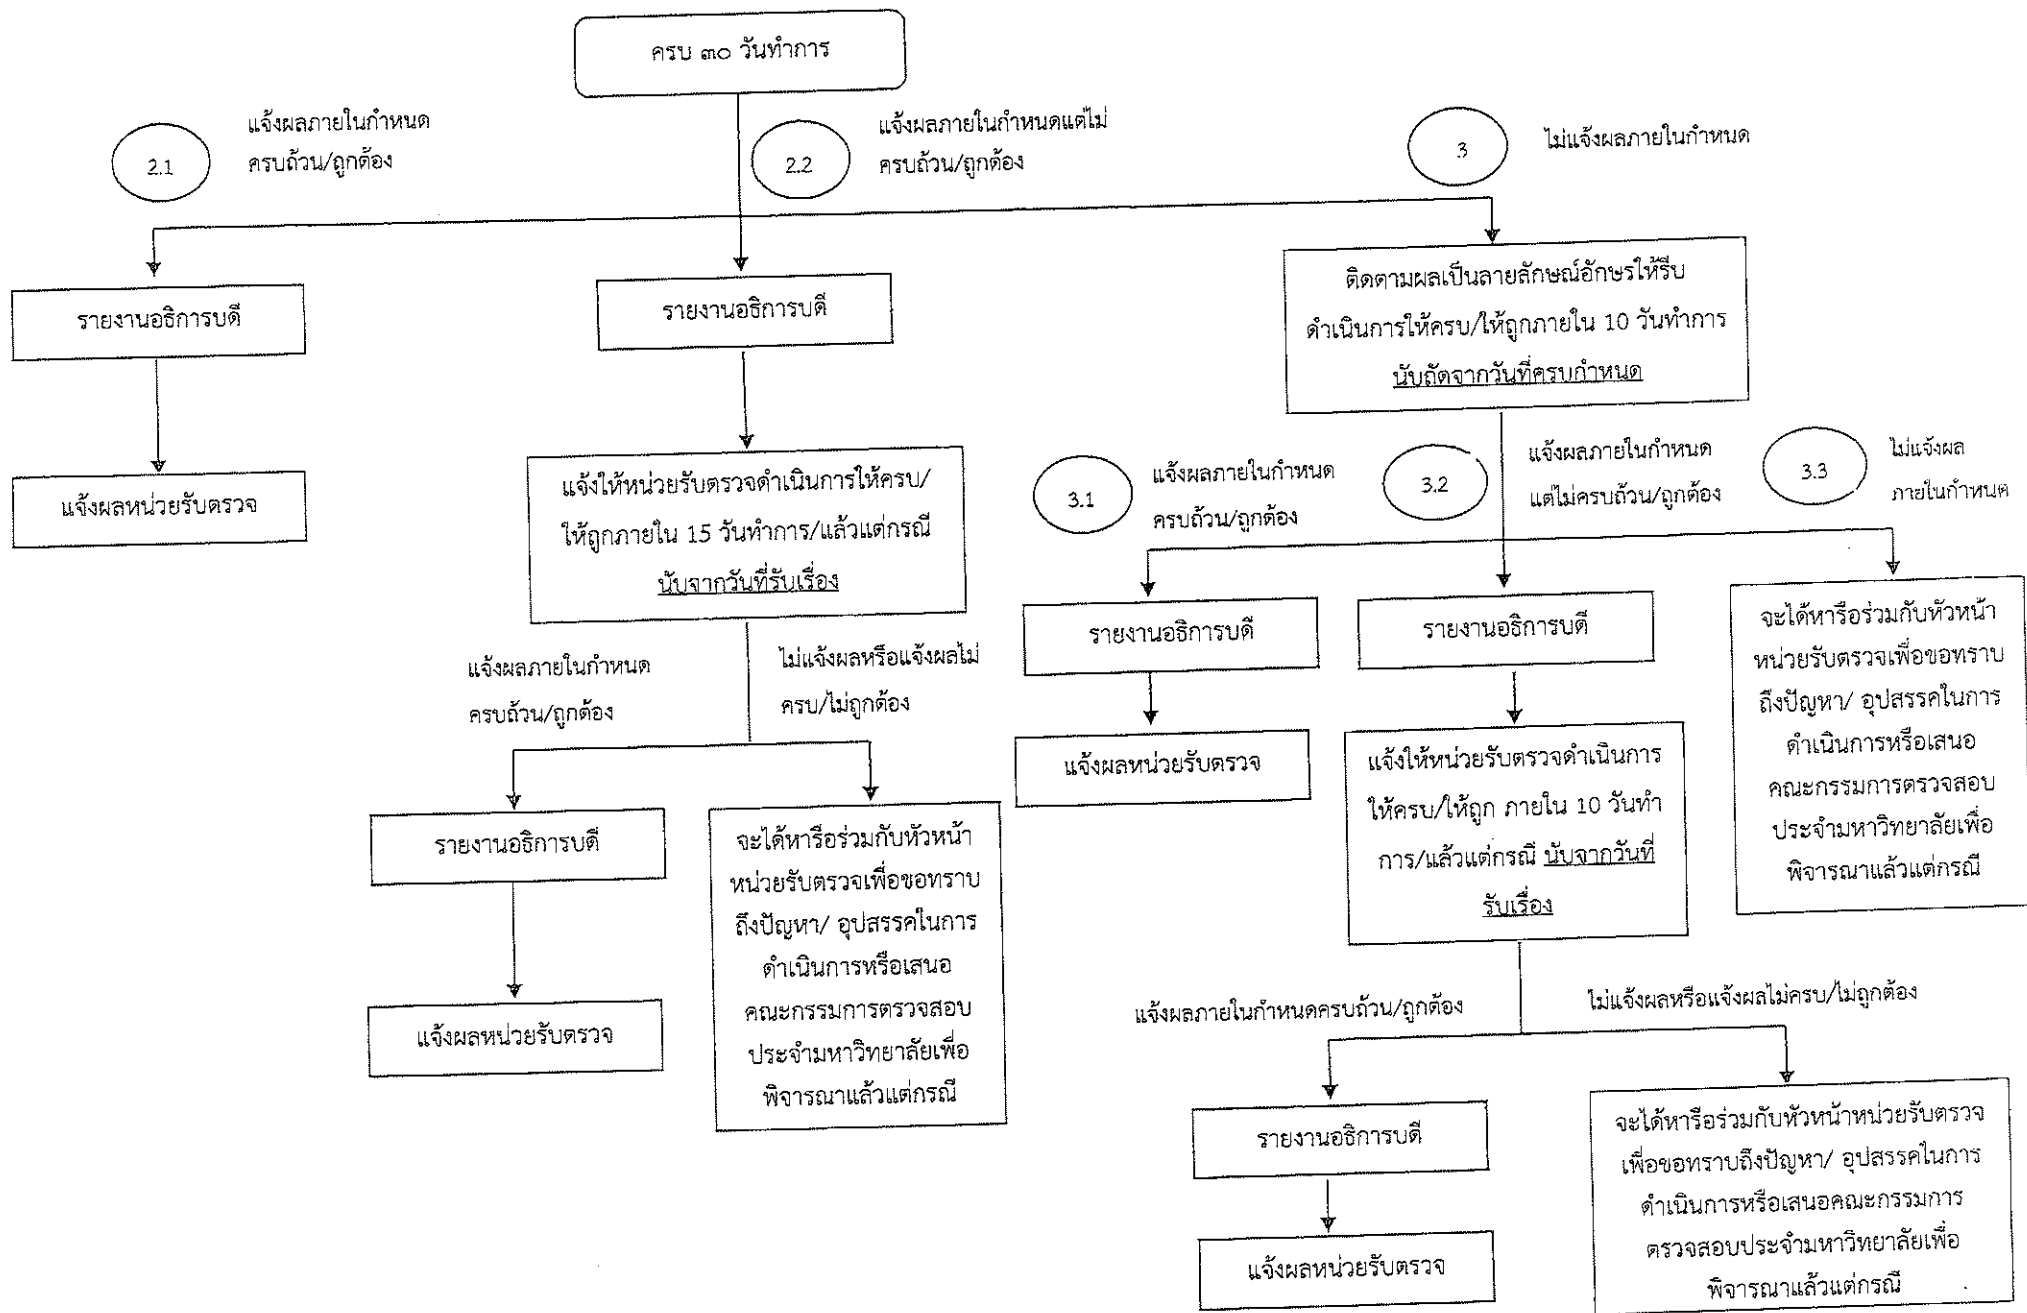 ครบ ๓๐ วันทำการ
2.1
แจ้งผลภายในกำหนด
ครบถ้วน/ถูกต้อง
2.2
แจ้งผลภายในกำหนดแต่ไม่
ครบถ้วน/ถูกต้อง
3
ไม่แจ้งผลภายในกำหนด
รายงานอธิการบดี
แจ้งผลหน่วยรับตรวจ
รายงานอธิการบดี
แจ้งให้หน่วยรับตรวจดำเนินการให้ครบ/
ให้ถูกภายใน 15 วันทำการ/แล้วแต่กรณี
นับจากวันที่รับเรื่อง
แจ้งผลภายในกำหนด
ครบถ้วน/ถูกต้อง
ไม่แจ้งผลหรือแจ้งผลไม่
ครบ/ไม่ถูกต้อง
รายงานอธิการบดี
แจ้งผลหน่วยรับตรวจ
จะได้หารือร่วมกับหัวหน้า
หน่วยรับตรวจเพื่อขอทราบ
ถึงปัญหา/ อุปสรรคในการ
ดำเนินการหรือเสนอ
คณะกรรมการตรวจสอบ
ประจำมหาวิทยาลัยเพื่อ
พิจารณาแล้วแต่กรณี
ติดตามผลเป็นลายลักษณ์อักษรให้รีบ
ดำเนินการให้ครบ/ให้ถูกภายใน 10 วันทำการ
นับถัดจากวันที่ครบกำหนด
3.1
แจ้งผลภายในกำหนด
ครบถ้วน/ถูกต้อง
3.2
แจ้งผลภายในกำหนด
แต่ไม่ครบถ้วน/ถูกต้อง
3.3
ไม่แจ้งผล
ภายในกำหนด
รายงานอธิการบดี
แจ้งผลหน่วยรับตรวจ
รายงานอธิการบดี
แจ้งให้หน่วยรับตรวจดำเนินการ
ให้ครบ/ให้ถูก ภายใน 10 วันทำ
การ/แล้วแต่กรณี นับจากวันที่
รับเรื่อง
จะได้หารือร่วมกับหัวหน้า
หน่วยรับตรวจเพื่อขอทราบ
ถึงปัญหา/ อุปสรรคในการ
ดำเนินการหรือเสนอ
คณะกรรมการตรวจสอบ
ประจำมหาวิทยาลัยเพื่อ
พิจารณาแล้วแต่กรณี
แจ้งผลภายในกำหนดครบถ้วน/ถูกต้อง
ไม่แจ้งผลหรือแจ้งผลไม่ครบ/ไม่ถูกต้อง
รายงานอธิการบดี
แจ้งผลหน่วยรับตรวจ
จะได้หารือร่วมกับหัวหน้าหน่วยรับตรวจ
เพื่อขอทราบถึงปัญหา/ อุปสรรคในการ
ดำเนินการหรือเสนอคณะกรรมการ
ตรวจสอบประจำมหาวิทยาลัยเพื่อ
พิจารณาแล้วแต่กรณี